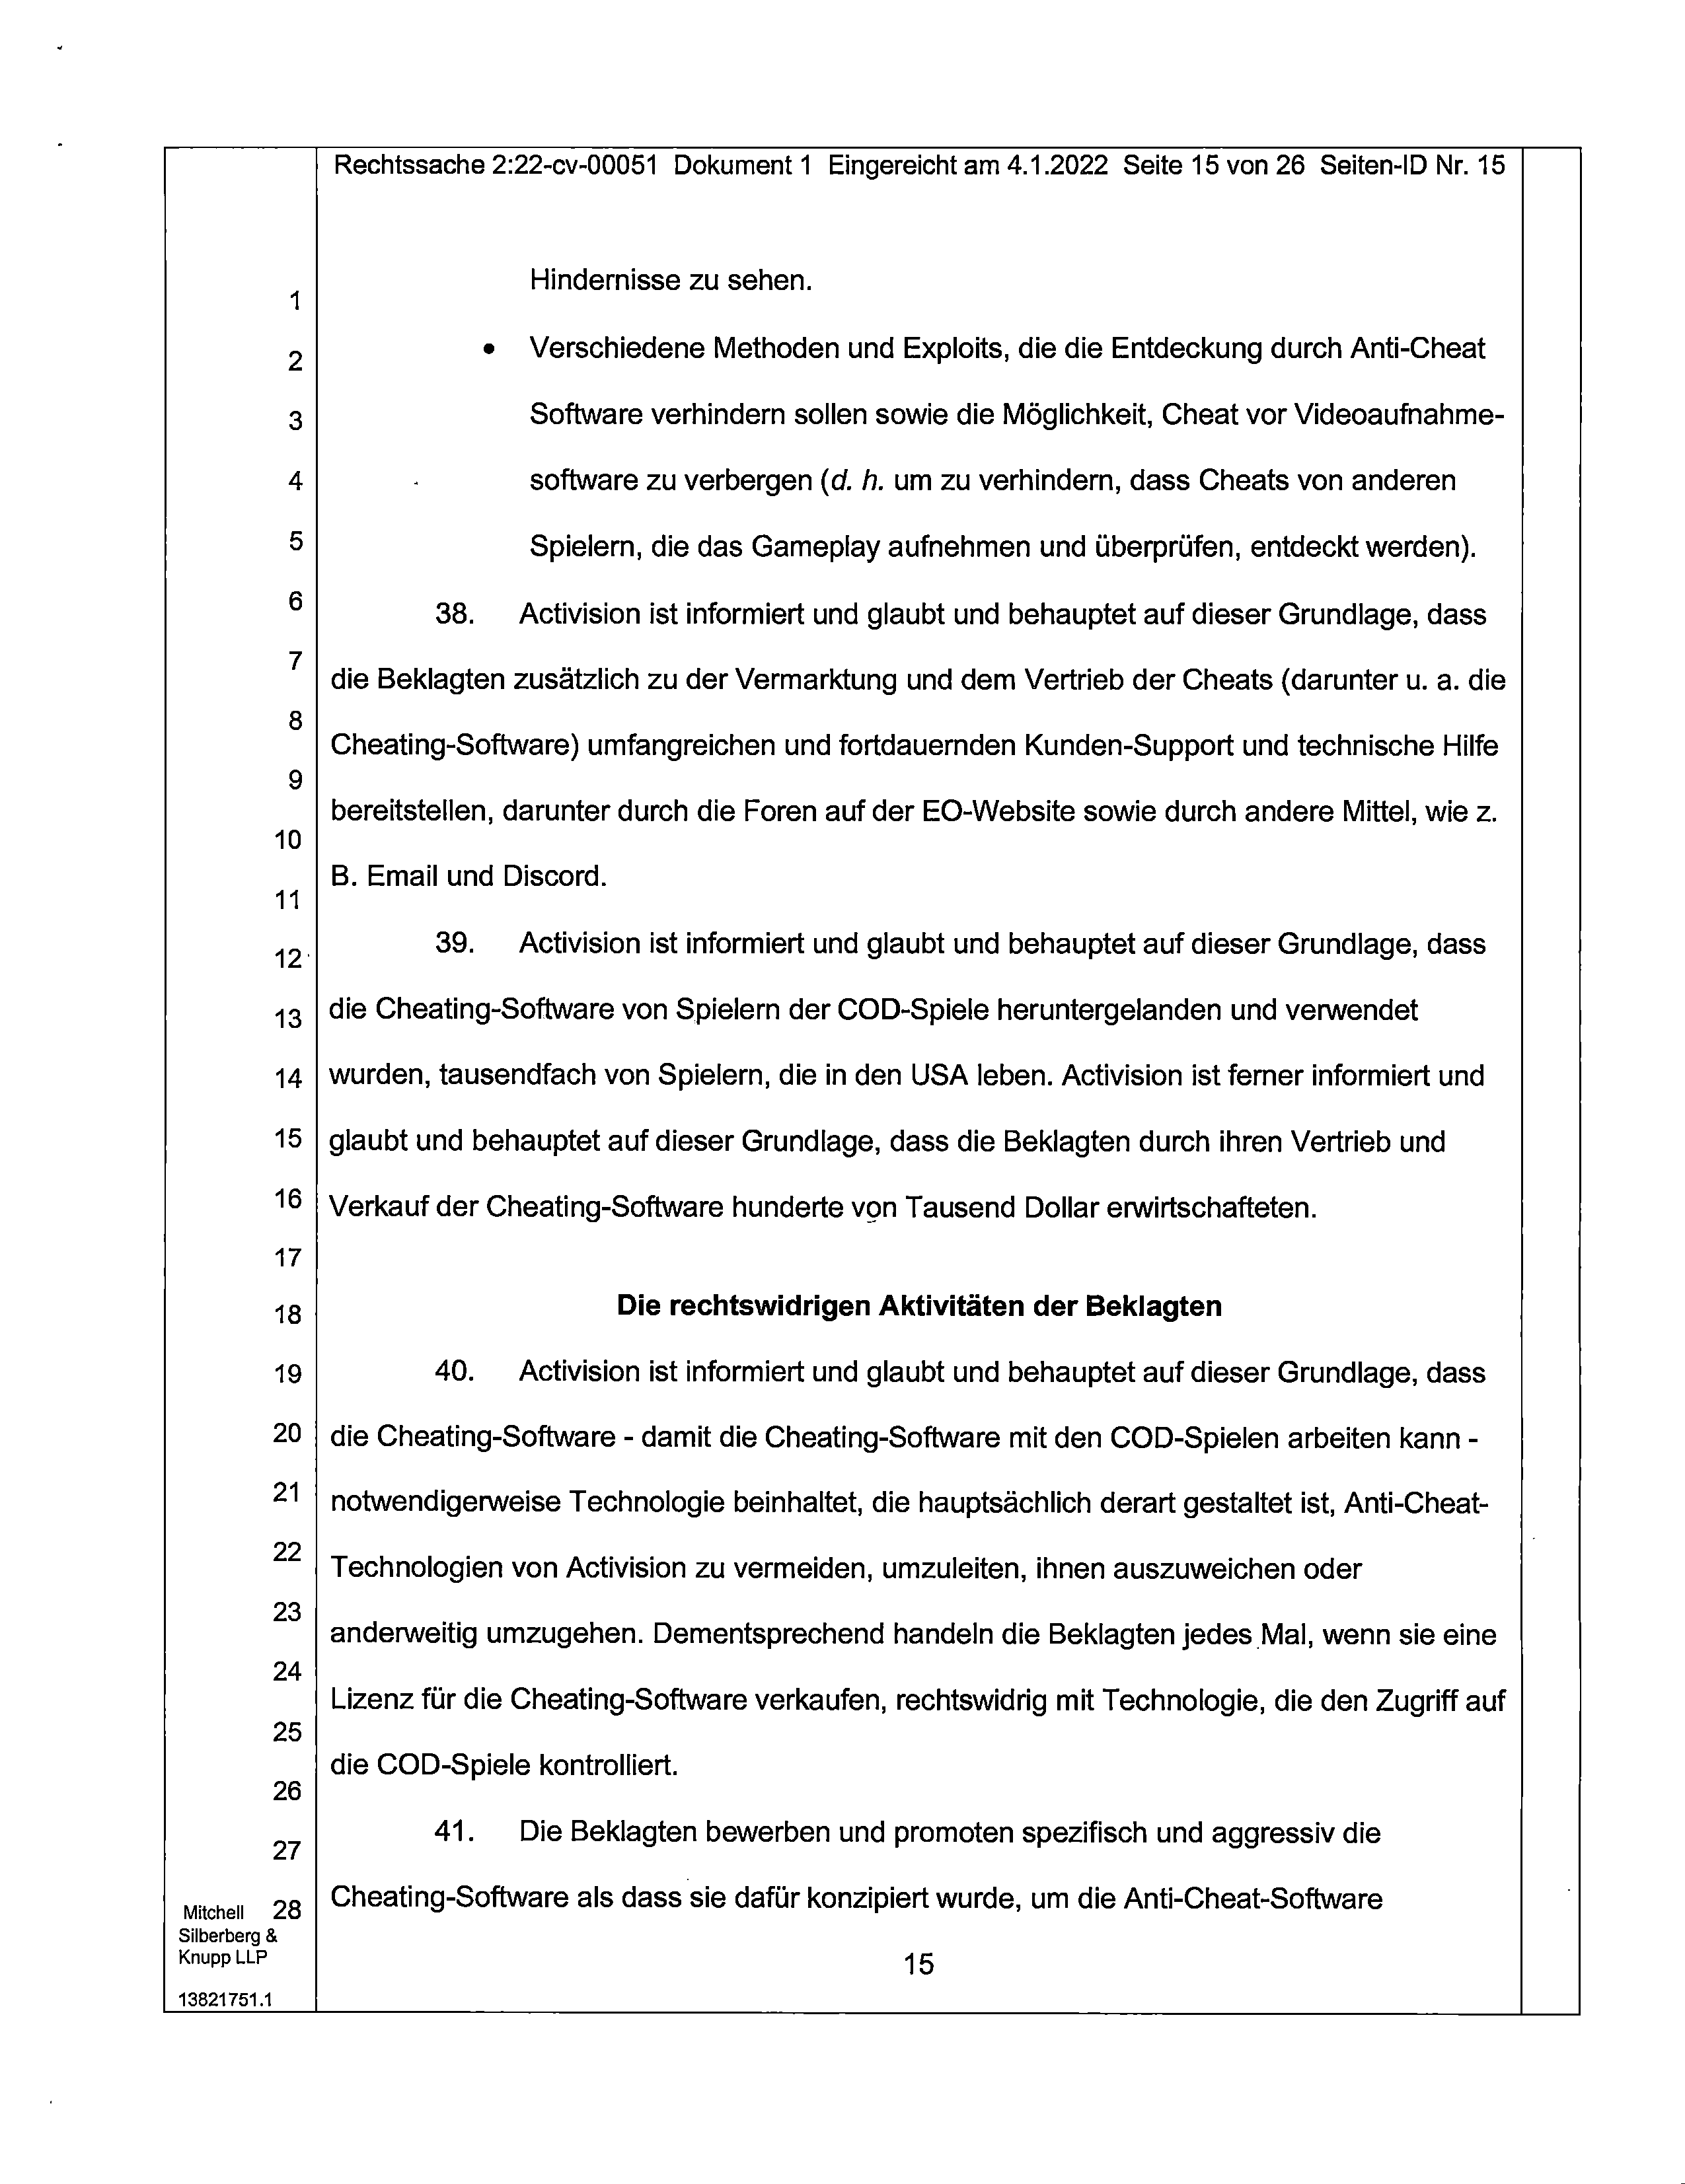 Rechtssache 2:22-cv-00051 Dokument 1 Eingereicht am 4.1.2022 Seite 15 von 26 Seiten-ID Nr. 15
Hindernisse zu sehen.
1
• Verschiedene Methoden und Exploits, die die Entdeckung durch Anti-Cheat
2
3 Software verhindern sollen sowie die Möglichkeit, Cheat vor Videoaufnahme-
4 software zu verbergen (d. h. um zu verhindern, dass Cheats von anderen
5 Spielern, die das Gameplay aufnehmen und überprüfen, entdeckt werden).
6 38. Activision ist informiert und glaubt und behauptet auf dieser Grundlage, dass
7
die Beklagten zusätzlich zu der Vermarktung und dem Vertrieb der Cheats (darunter u. a. die
8
Cheating-Software) umfangreichen und fortdauernden Kunden-Support und technische Hilfe
9
bereitstellen, darunter durch die Foren auf der EO-Website sowie durch andere Mittel, wie z.
10
B. Email und Discord.
11
39. Activision ist informiert und glaubt und behauptet auf dieser Grundlage, dass
12
13 die Cheating-Software von Spielern der COD-Spiele heruntergelanden und verwendet
14 wurden, tausendfach von Spielern, die in den USA leben. Activision ist ferner informiert und
15 glaubt und behauptet auf dieser Grundlage, dass die Beklagten durch ihren Vertrieb und
16 Verkauf der Cheating-Software hunderte von Tausend Dollar erwirtschafteten.
17
18 Die rechtswidrigen Aktivitäten der Beklagten
19 40. Activision ist informiert und glaubt und behauptet auf dieser Grundlage, dass
20 die Cheating-Software - damit die Cheating-Software mit den COD-Spielen arbeiten kann -
21 notwendigerweise Technologie beinhaltet, die hauptsächlich derart gestaltet ist, Anti-Cheat-
22
Technologien von Activision zu vermeiden, umzuleiten, ihnen auszuweichen oder
23
anderweitig umzugehen. Dementsprechend handeln die Beklagten jedes Mal, wenn sie eine
24
Lizenz für die Cheating-Software verkaufen, rechtswidrig mit Technologie, die den Zugriff auf
25
die COD-Spiele kontrolliert.
26
41. Die Beklagten bewerben und promoten spezifisch und aggressiv die
27
28 Cheating-Software als dass sie dafür konzipiert wurde, um die Anti-Cheat-Software
Mitchell
Silberberg &
Knupp LLP
15
13821751.1